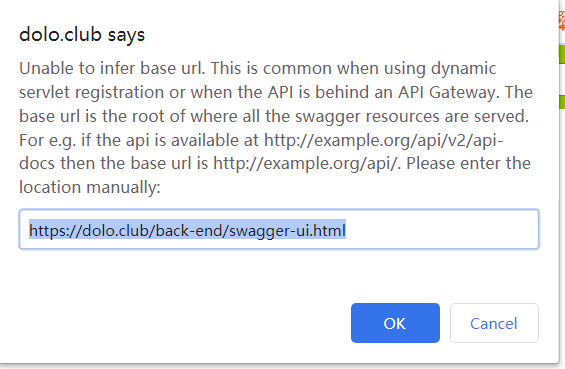 dolo.club says
Unable to infer base url. This is common when using dynamic
servlet registration or when the API is behind an API Gateway. The
base url is the root of where all the swagger resources are served.
For e.g. if the api is available at http://example.org/api/v2/api-
docs then the base url is http://example.org/api/. Please enter the
location manually:
https://dolo.club/back-end/swagger-ui.html
OK
Cancel